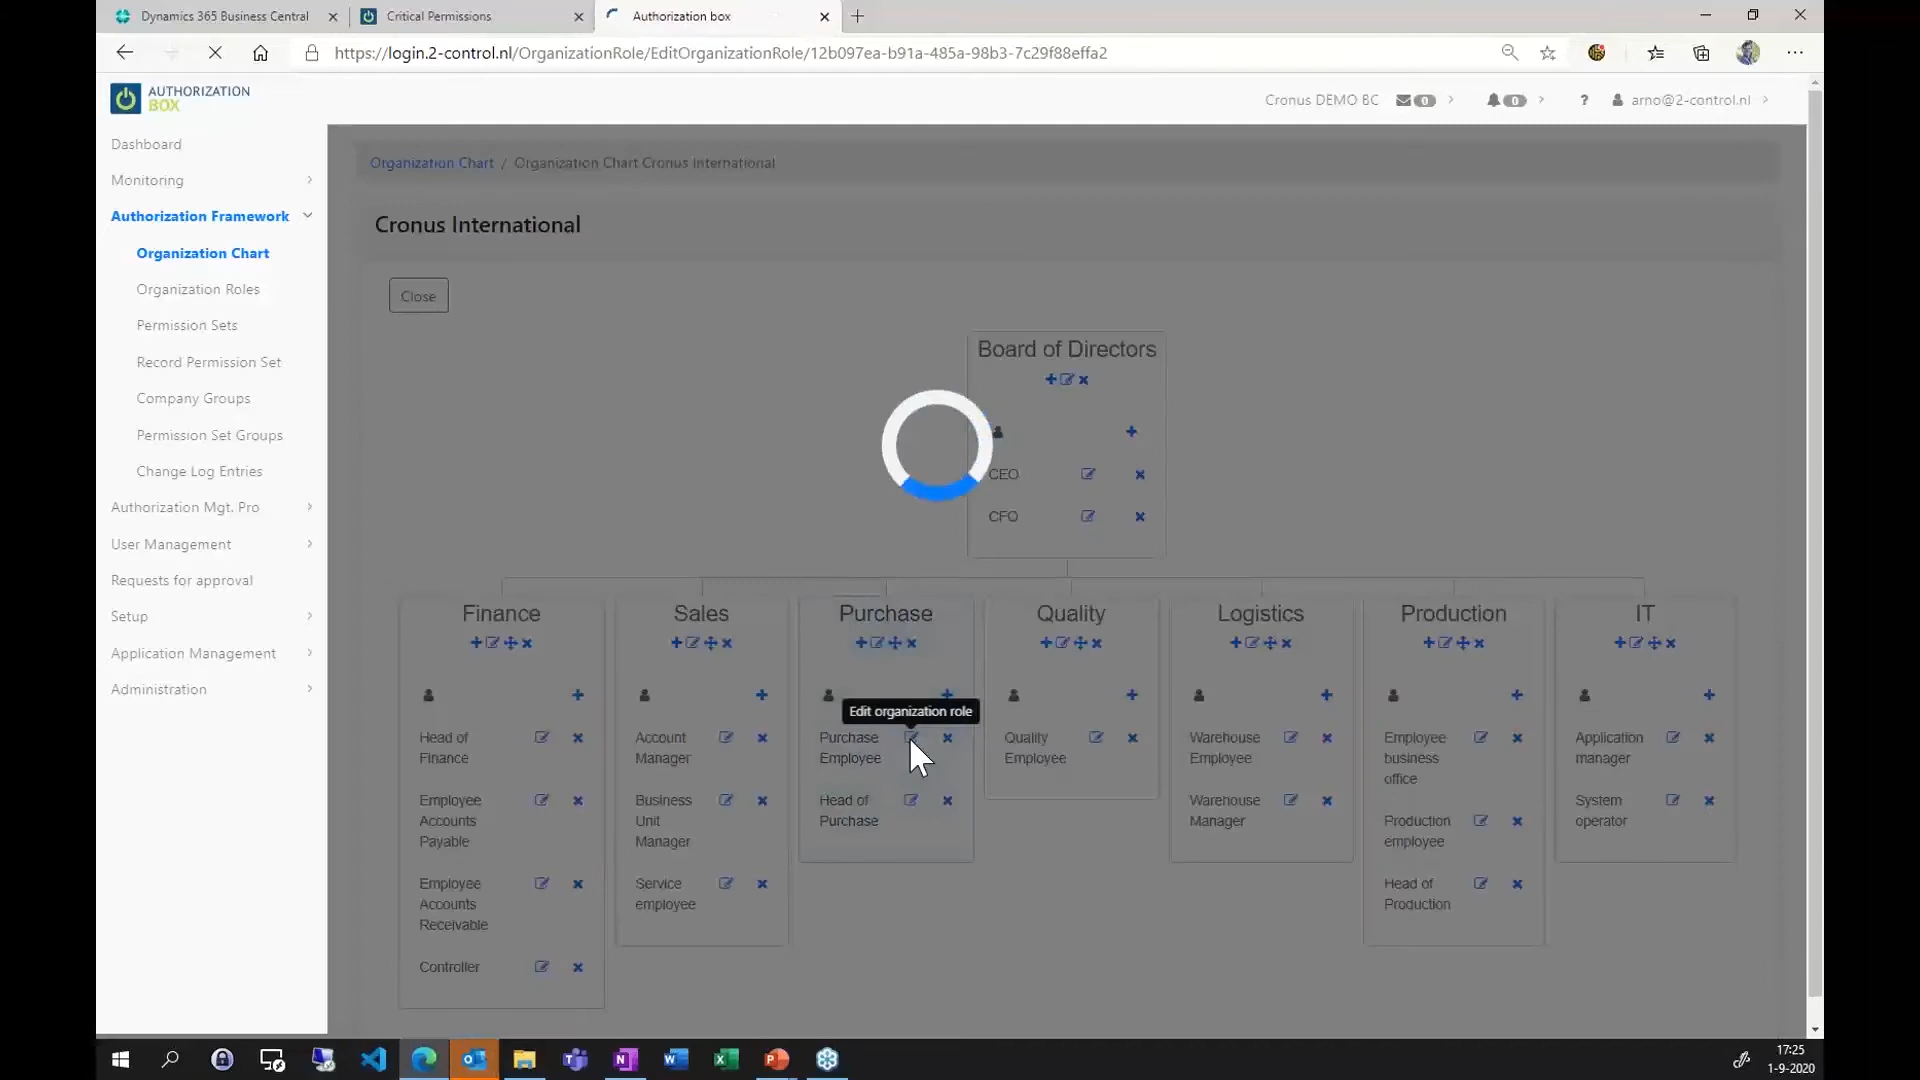 Dynamics 365 Business Central
Critical Permissions
Authorization box
https://login.2-control.nl/OrganizationRole/EditOrganizationRole/12b097ea-b91a-485a-98b3-7c29f88effa2
AUTHORIZATION
BOX
Cronus DEMO BC
0
0
?
arno@2-control.nl
Dashboard
Monitoring
Authorization Framework
Organization Chart
Organization Roles
Permission Sets
Record Permission Set
Company Groups
Permission Set Groups
Change Log Entries
Authorization Mgt. Pro
User Management
Requests for approval
Setup
Application Management
Administration
Organization Chart / Organization Chart Cronus International
Cronus International
Close
Board of Directors
CEO
CFO
Finance
Head of
Finance
Employee
Accounts
Payable
Employee
Accounts
Receivable
Controller
Sales
Account
Manager
Business
Unit
Manager
Service
employee
Purchase
Edit organization role
Purchase
Employee
Head of
Purchase
Quality
Quality
Employee
Logistics
Warehouse
Employee
Warehouse
Manager
Production
Employee
business
office
Production
employee
Head of
Production
IT
Application
manager
System
operator
17:25
1-9-2020